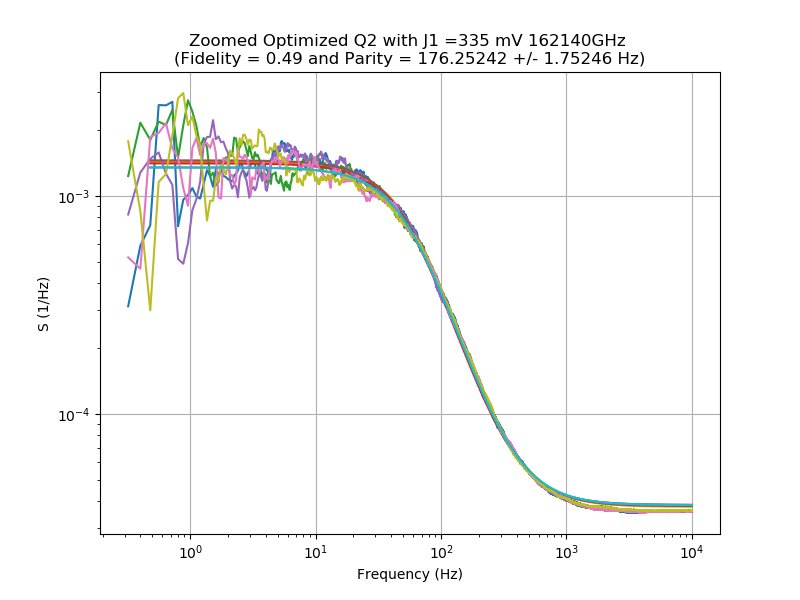 Zoomed Optimized Q2 with J1 =335 mV 162140GHz
(Fidelity = 0.49 and Parity = 176.25242 +/- 1.75246 Hz)
S (1/Hz)
10⁻³
10⁻⁴
10⁰ 10¹ 10² 10³ 10⁴
Frequency (Hz)